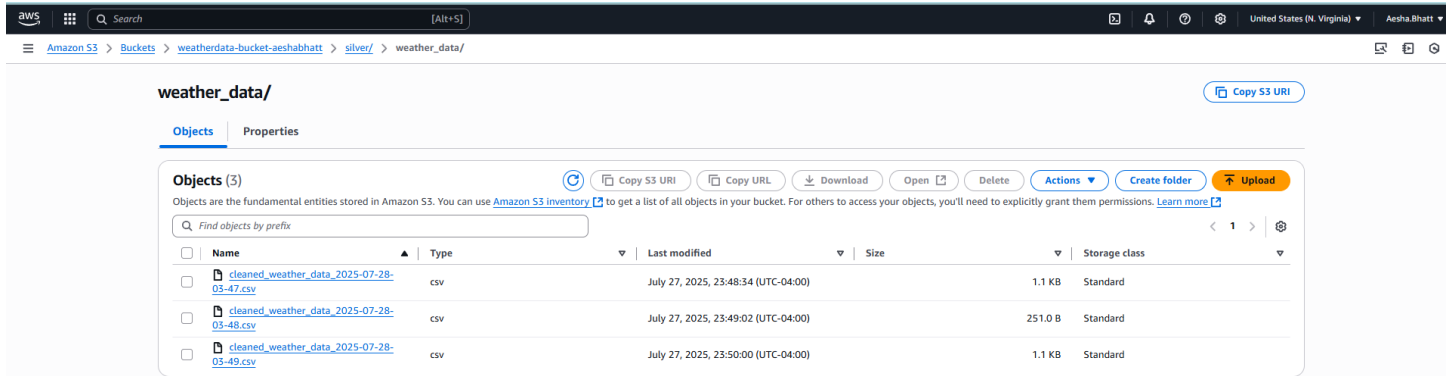 aws
Search
[Alt+S]
United States (N. Virginia)
Aesha.Bhatt
Amazon S3 > Buckets > weatherdata-bucket-aeshabhatt > silver/ > weather_data/
weather_data/
Copy S3 URI
Objects
Properties
Objects (3)
Copy S3 URI
Copy URL
Download
Open
Delete
Actions
Create folder
Upload
Objects are the fundamental entities stored in Amazon S3. You can use Amazon S3 inventory to get a list of all objects in your bucket. For others to access your objects, you'll need to explicitly grant them permissions. Learn more
Find objects by prefix
< 1 >
Name
Type
Last modified
Size
Storage class
cleaned_weather_data_2025-07-28-
03-47.csv
csv
July 27, 2025, 23:48:34 (UTC-04:00)
1.1 KB
Standard
cleaned_weather_data_2025-07-28-
03-48.csv
csv
July 27, 2025, 23:49:02 (UTC-04:00)
251.0 B
Standard
cleaned_weather_data_2025-07-28-
03-49.csv
csv
July 27, 2025, 23:50:00 (UTC-04:00)
1.1 KB
Standard